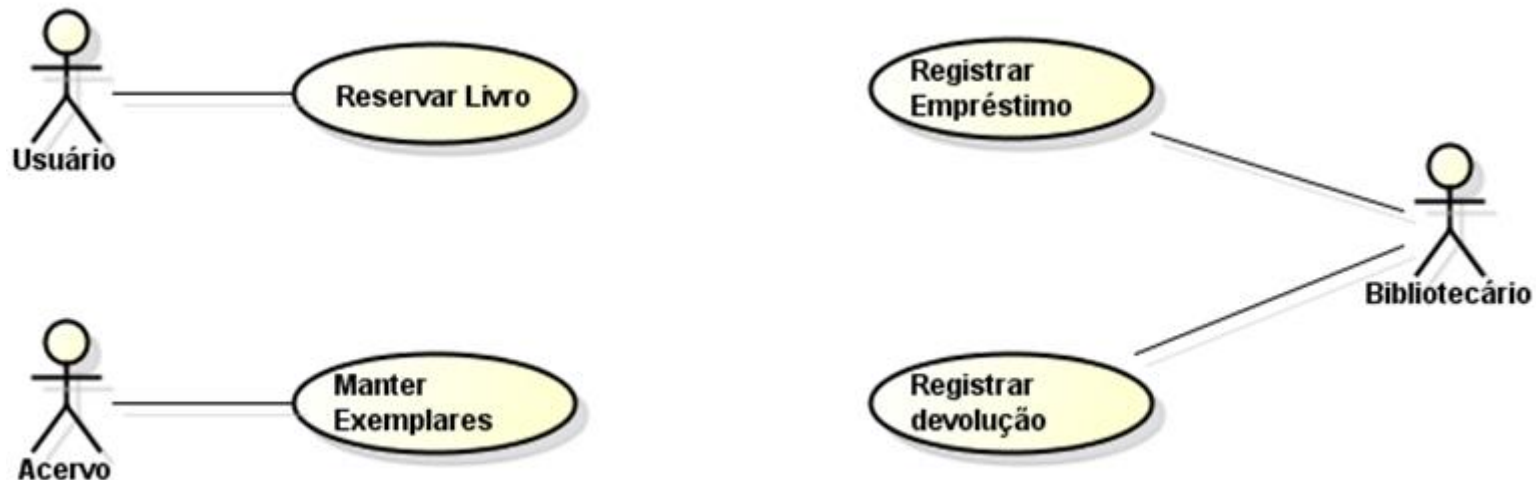 Reservar Livro
Usuário
Registrar
Empréstimo
Bibliotecário
Manter
Exemplares
Acervo
Registrar
devolução